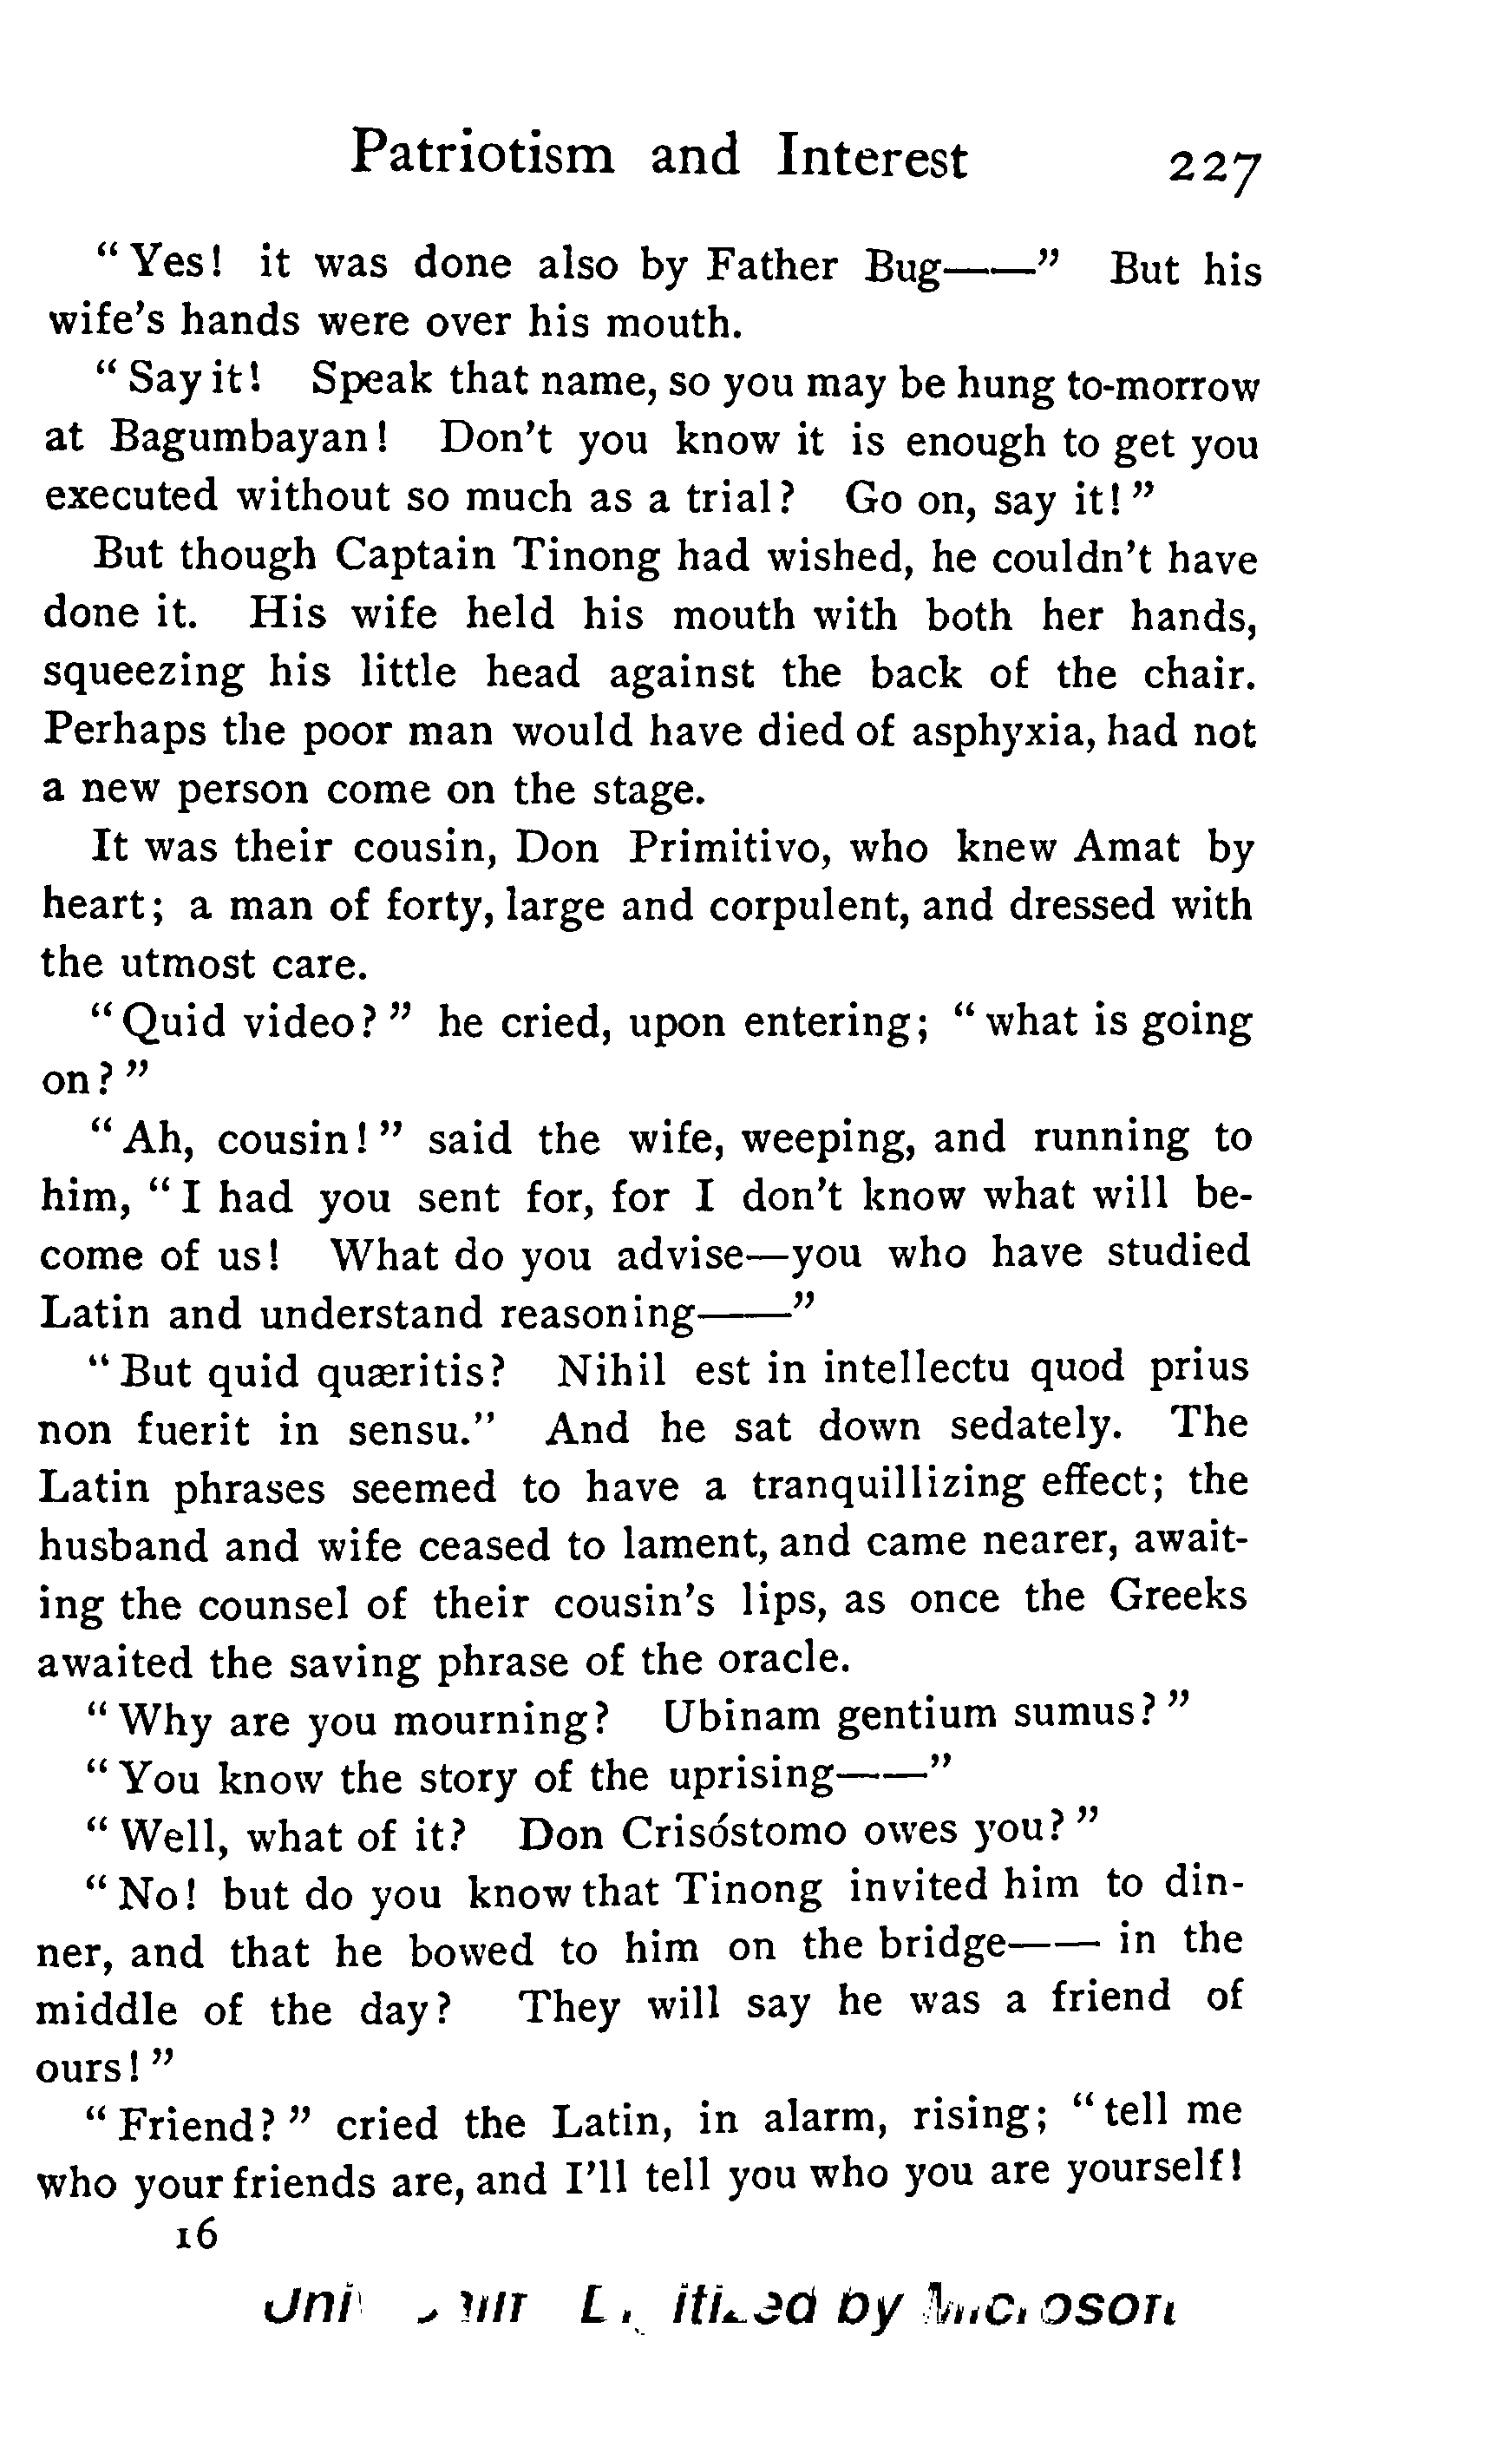 Patriotism and Interest 227
"Yes! it was done also by Father Bug——" But his
wife's hands were over his mouth.
"Say it! Speak that name, so you may be hung to-morrow
at Bagumbayan! Don't you know it is enough to get you
executed without so much as a trial? Go on, say it!"
But though Captain Tinong had wished, he couldn't have
done it. His wife held his mouth with both her hands,
squeezing his little head against the back of the chair.
Perhaps the poor man would have died of asphyxia, had not
a new person come on the stage.
It was their cousin, Don Primitivo, who knew Amat by
heart; a man of forty, large and corpulent, and dressed with
the utmost care.
"Quid video?" he cried, upon entering; "what is going
on?"
"Ah, cousin!" said the wife, weeping, and running to
him, "I had you sent for, for I don't know what will be-
come of us! What do you advise—you who have studied
Latin and understand reasoning——"
"But quid quæritis? Nihil est in intellectu quod prius
non fuerit in sensu." And he sat down sedately. The
Latin phrases seemed to have a tranquillizing effect; the
husband and wife ceased to lament, and came nearer, await-
ing the counsel of their cousin's lips, as once the Greeks
awaited the saving phrase of the oracle.
"Why are you mourning? Ubinam gentium sumus?"
"You know the story of the uprising——"
"Well, what of it? Don Crisóstomo owes you?"
"No! but do you know that Tinong invited him to din-
ner, and that he bowed to him on the bridge—— in the
middle of the day? They will say he was a friend of
ours!"
"Friend?" cried the Latin, in alarm, rising; "tell me
who your friends are, and I'll tell you who you are yourself!
16
by